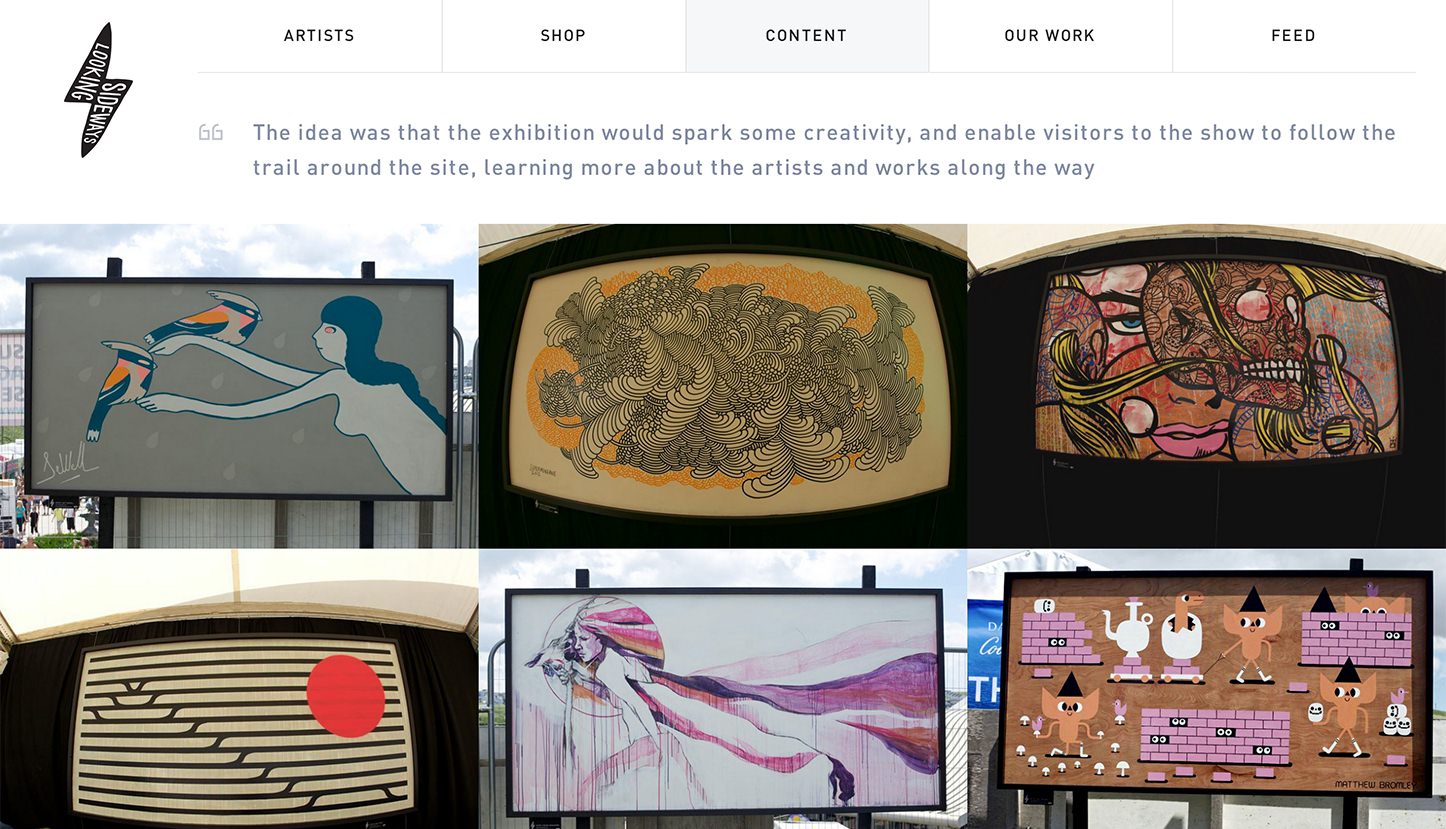 ARTISTS
SHOP
CONTENT
OUR WORK
FEED
LOOKING
SIDEWAYS
The idea was that the exhibition would spark some creativity, and enable visitors to the show to follow the
trail around the site, learning more about the artists and works along the way
MATTHEW BROMLEY